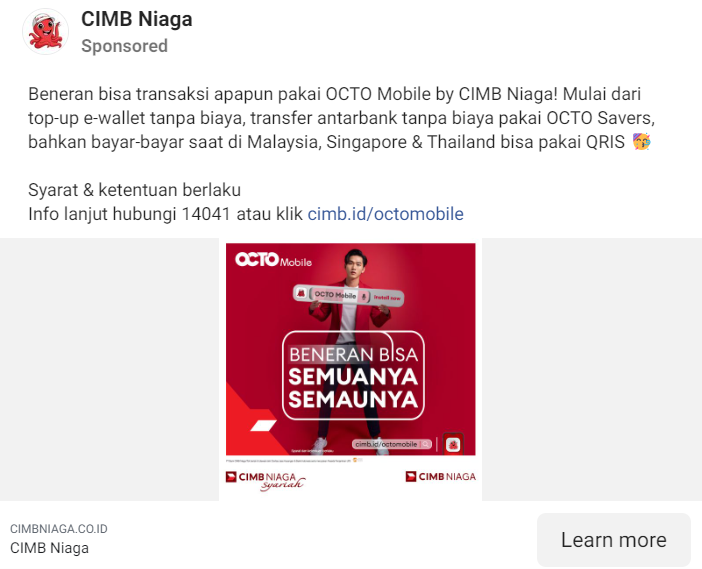 CIMB Niaga
Sponsored
Beneran bisa transaksi apapun pakai OCTO Mobile by CIMB Niaga! Mulai dari
top-up e-wallet tanpa biaya, transfer antarbank tanpa biaya pakai OCTO Savers,
bahkan bayar-bayar saat di Malaysia, Singapore & Thailand bisa pakai QRIS 🥳
Syarat & ketentuan berlaku
Info lanjut hubungi 14041 atau klik cimb.id/octomobile
OCTO Mobile
OCTO Mobile Install now
BENERAN BISA
SEMUANYA
SEMAUNYA
cimb.id/octomobile
CIMB NIAGA syariah
CIMB NIAGA
CIMBNIAGA.CO.ID
CIMB Niaga
Learn more